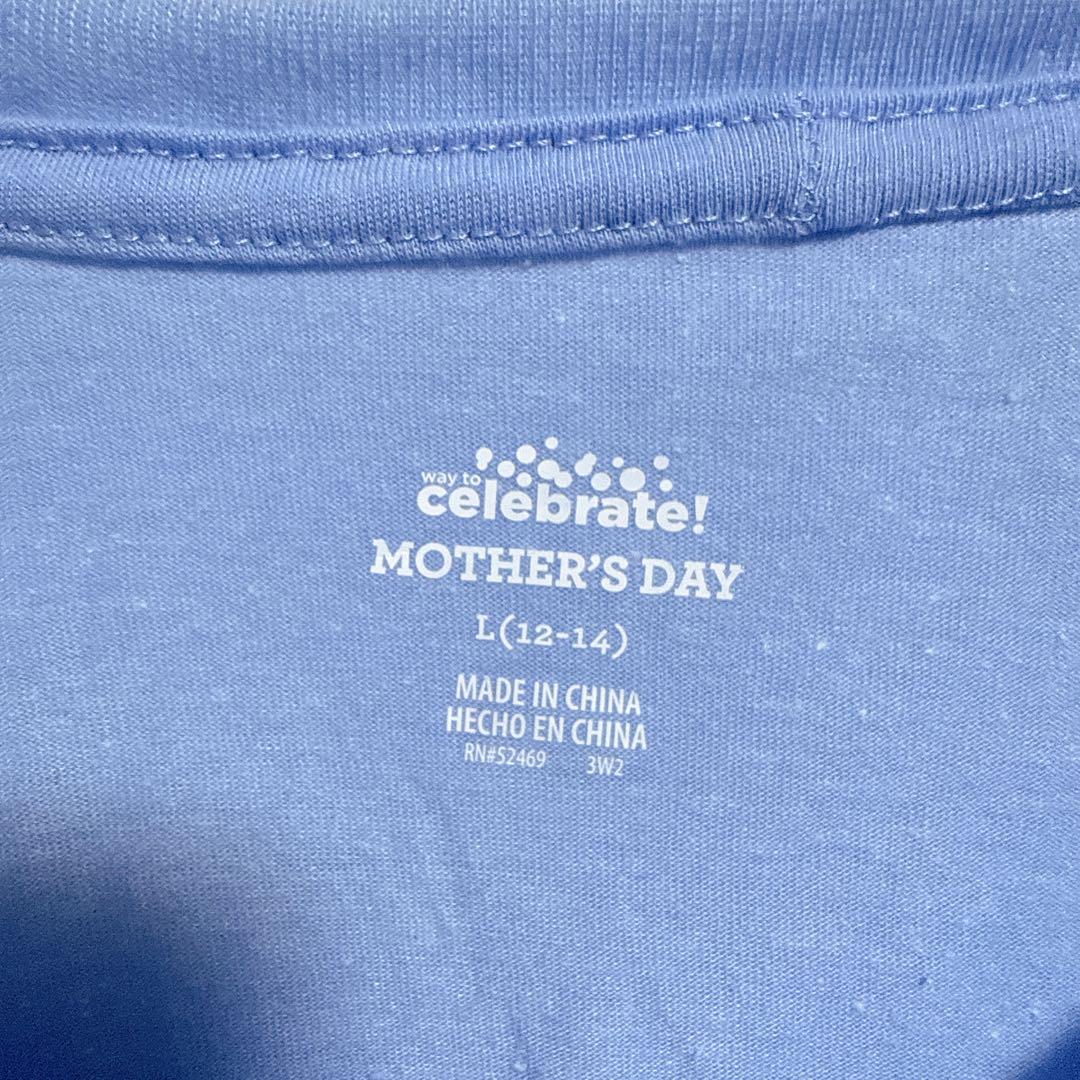 way to
celebrate!
MOTHER'S DAY
L(12-14)
MADE IN CHINA
HECHO EN CHINA
RN#52469 3W2